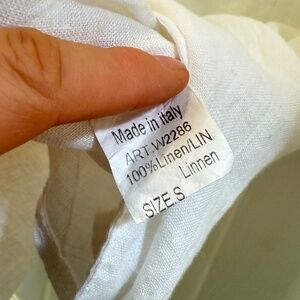 Made in italy
ART.W2286
100%Linen/LIN
Linnen
SIZE.S